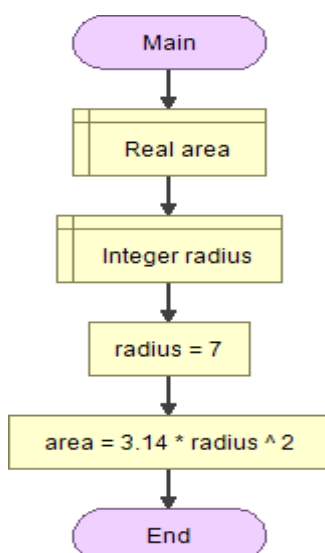 Main
Real area
Integer radius
radius = 7
area = 3.14 * radius ^ 2
End